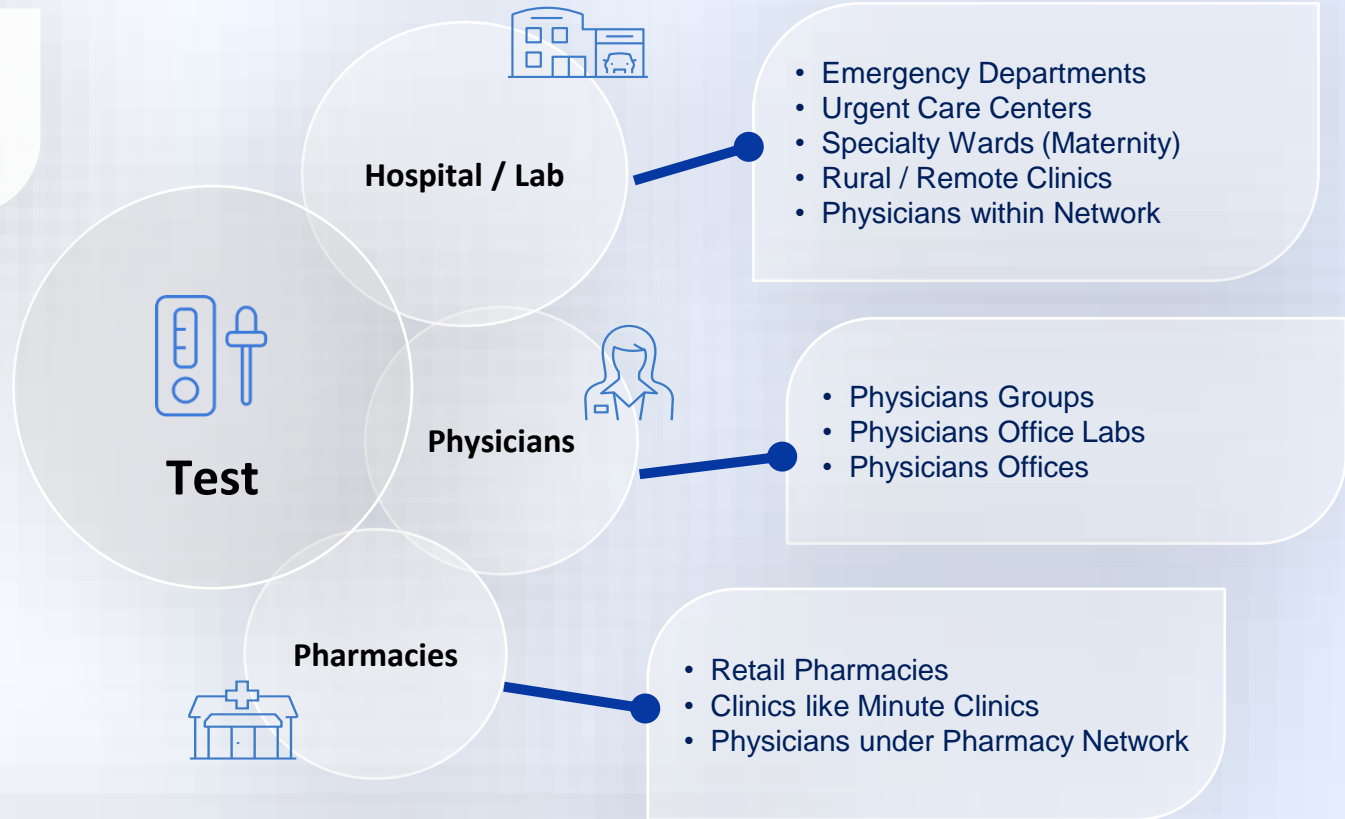 Hospital / Lab
• Emergency Departments
• Urgent Care Centers
• Specialty Wards (Maternity)
• Rural / Remote Clinics
• Physicians within Network
Test
Physicians
• Physicians Groups
• Physicians Office Labs
• Physicians Offices
Pharmacies
• Retail Pharmacies
• Clinics like Minute Clinics
• Physicians under Pharmacy Network